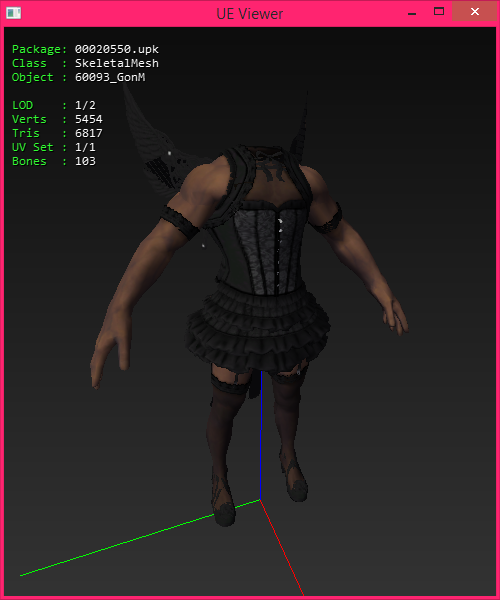 UE Viewer
Package: 00020550.upk
Class  : SkeletalMesh
Object : 60093_GonM
LOD    : 1/2
Verts  : 5454
Tris   : 6817
UV Set : 1/1
Bones  : 103